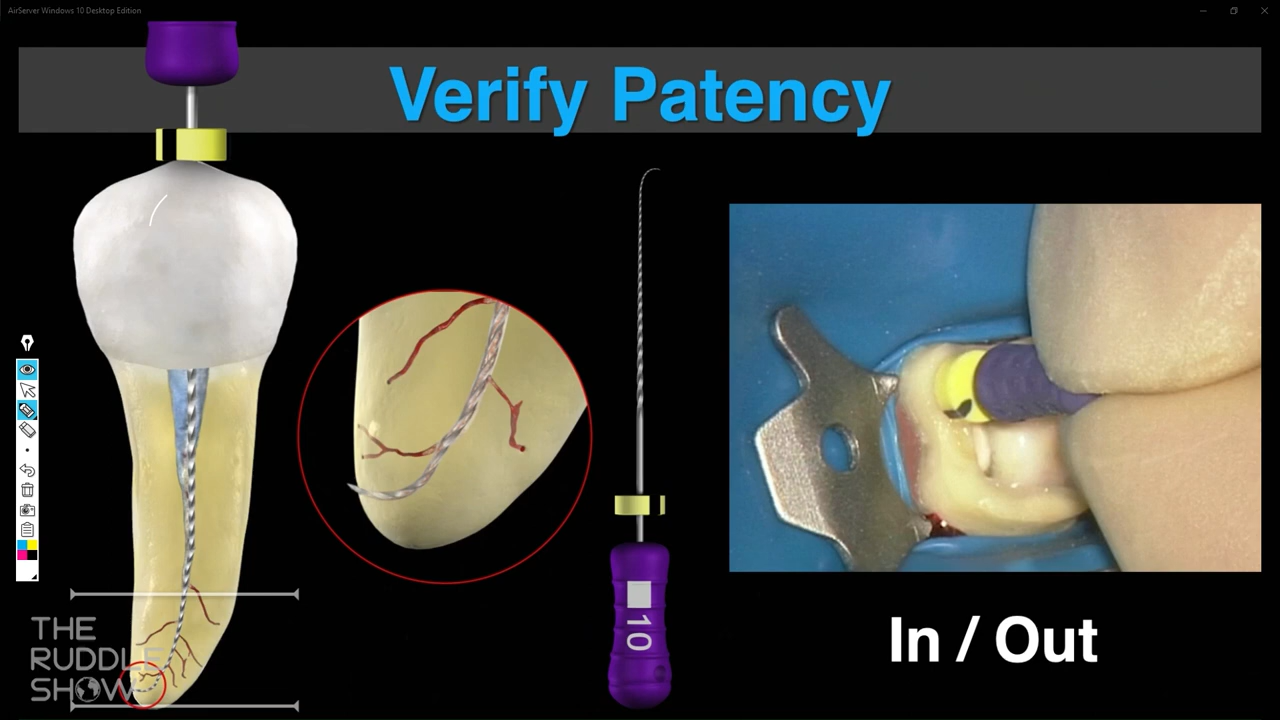 AirServer Windows 10 Desktop Edition
Verify Patency
10
In / Out
THE
RUDDLE
SHOW